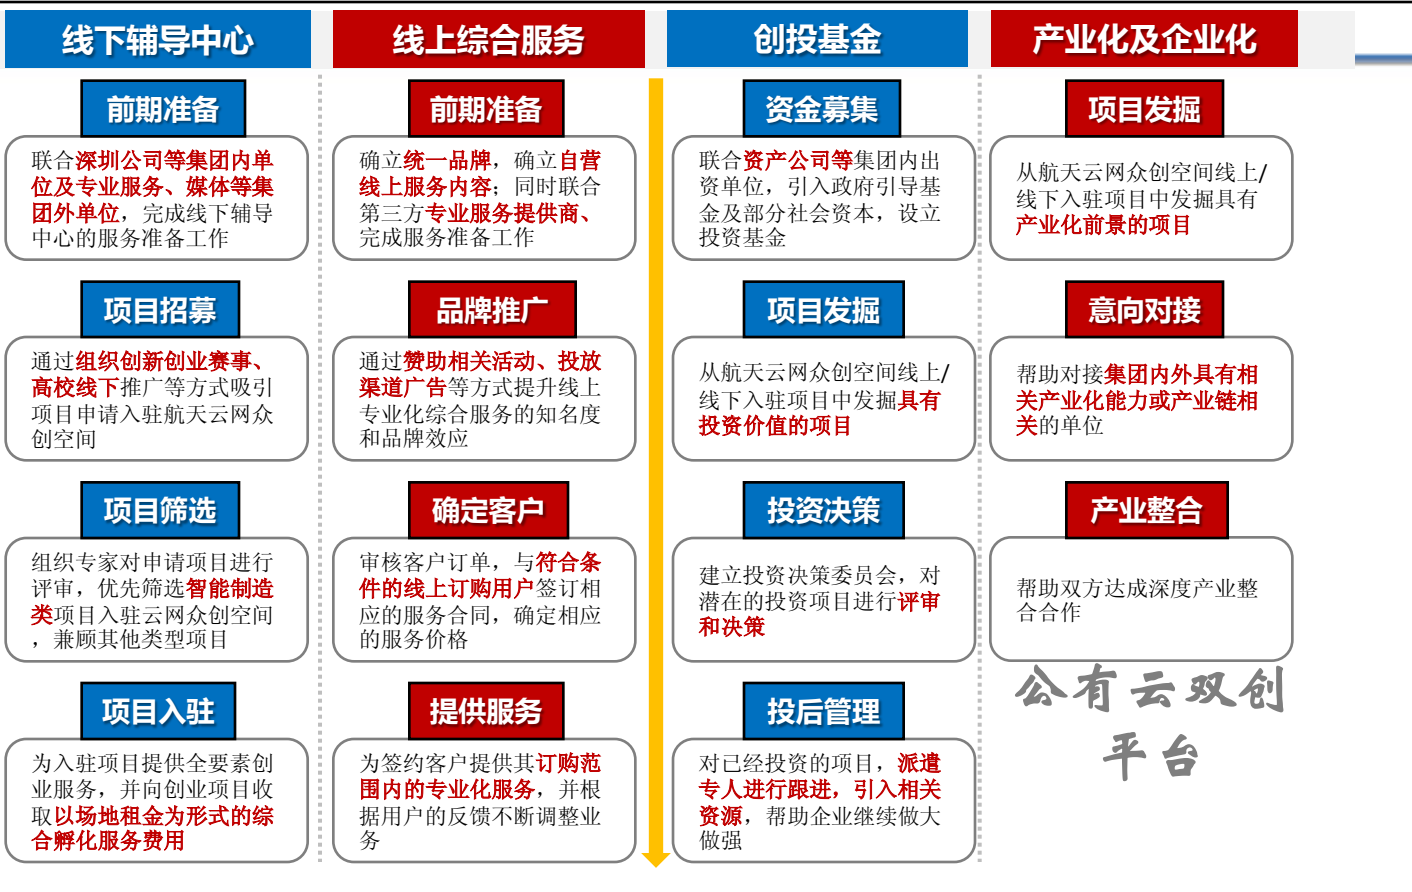 线下辅导中心
前期准备
联合深圳公司等集团内单
位及专业服务、媒体等集
团外单位，完成线下辅导
中心的服务准备工作
项目招募
通过组织创新创业赛事、
高校线下推广等方式吸引
项目申请入驻航天云网众
创空间
项目筛选
组织专家对申请项目进行
评审，优先筛选智能制造
类项目入驻云网众创空间
，兼顾其他类型项目
项目入驻
为入驻项目提供全要素创
业服务，并向创业项目收
取以场地租金为形式的综
合孵化服务费用
线上综合服务
前期准备
确立统一品牌，确立自营
线上服务内容；同时联合
第三方专业服务提供商、
完成服务准备工作
品牌推广
通过赞助相关活动、投放
渠道广告等方式提升线上
专业化综合服务的知名度
和品牌效应
确定客户
审核客户订单，与符合条
件的线上订购用户签订相
应的服务合同，确定相应
的服务价格
提供服务
为签约客户提供其订购范
围内的专业化服务，并根
据用户的反馈不断调整业
务
创投基金
资金募集
联合资产公司等集团内出
资单位，引入政府引导基
金及部分社会资本，设立
投资基金
项目发掘
从航天云网众创空间线上/
线下入驻项目中发掘具有
投资价值的项目
投资决策
建立投资决策委员会，对
潜在的投资项目进行评审
和决策
投后管理
对已经投资的项目，派遣
专人进行跟进，引入相关
资源，帮助企业继续做大
做强
产业化及企业化
项目发掘
从航天云网众创空间线上/
线下入驻项目中发掘具有
产业化前景的项目
意向对接
帮助对接集团内外具有相
关产业化能力或产业链相
关的单位
产业整合
帮助双方达成深度产业整
合合作
公有云双创
平台